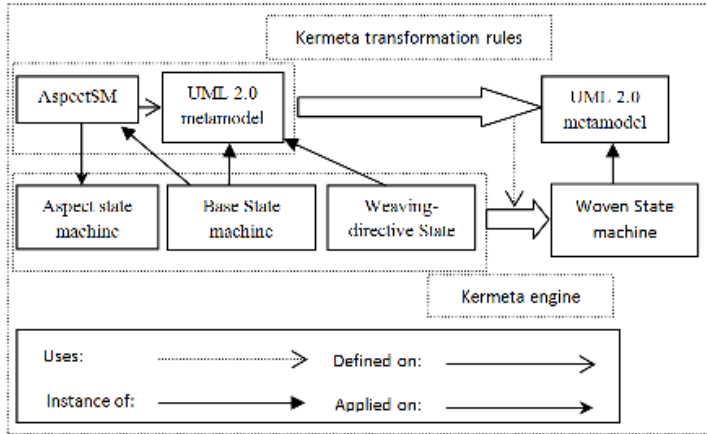 Kermeta transformation rules
AspectSM
UML 2.0
metamodel
UML 2.0
metamodel
Aspect state
machine
Base State
machine
Weaving-
directive State
Woven State
machine
Kermeta engine
Uses:
Defined on:
Instance of:
Applied on: